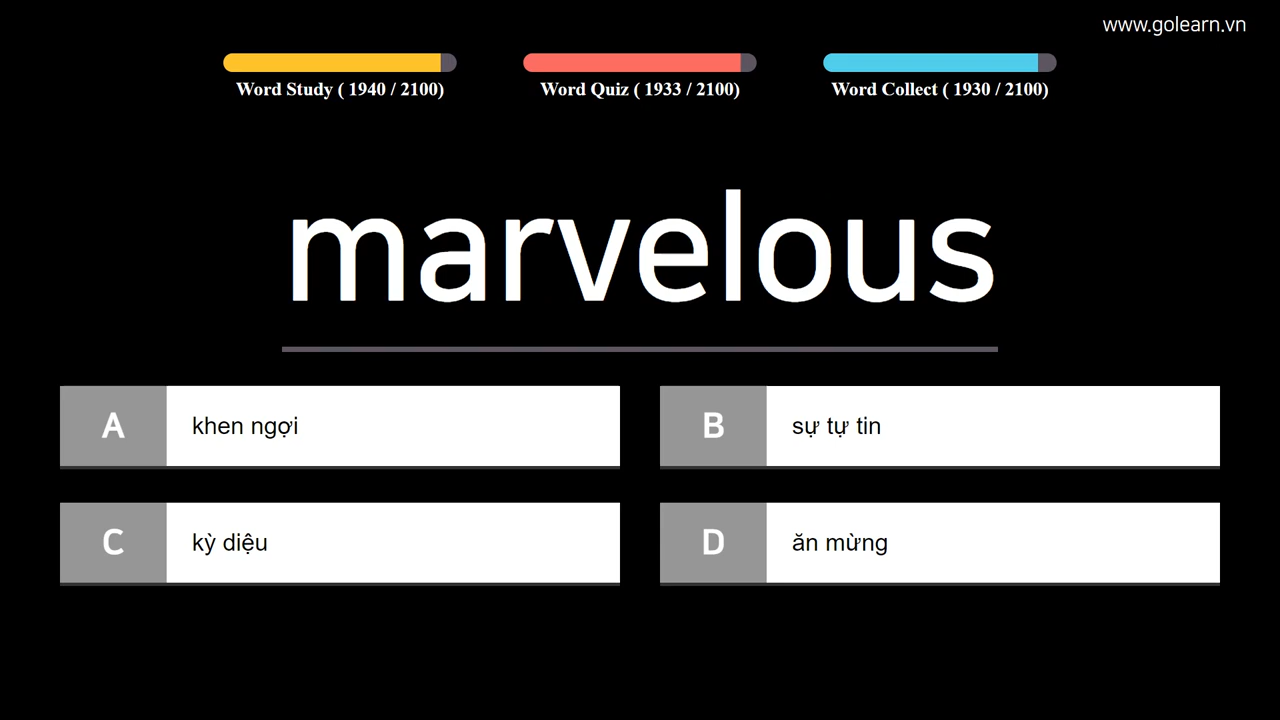 www.golearn.vn
Word Study ( 1940 / 2100)
Word Quiz ( 1933 / 2100)
Word Collect ( 1930 / 2100)
marvelous
A khen ngợi
B sự tự tin
C kỳ diệu
D ăn mừng